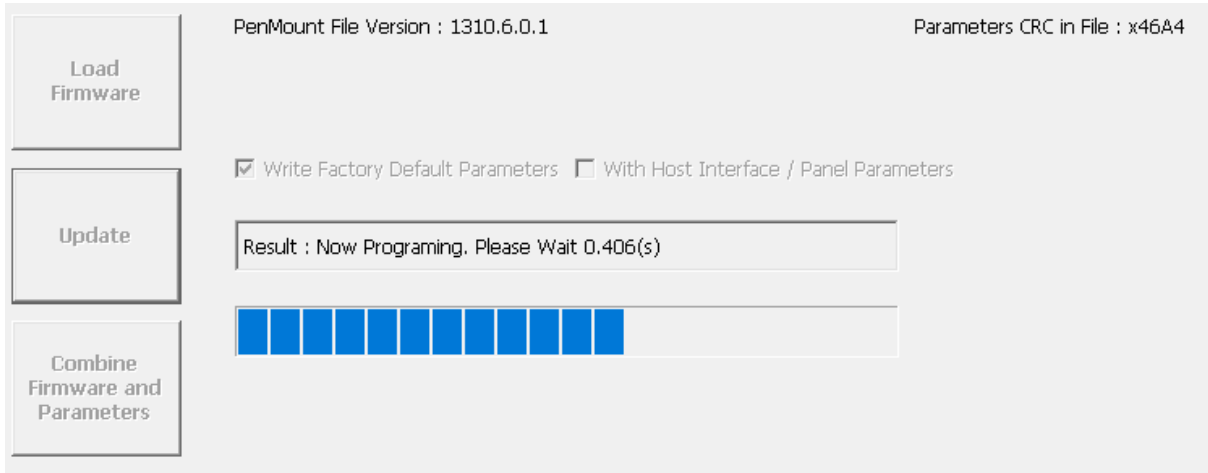 PenMount File Version : 1310.6.0.1
Parameters CRC in File : x46A4
Load
Firmware
Write Factory Default Parameters
With Host Interface / Panel Parameters
Update
Result : Now Programing. Please Wait 0.406(s)
Combine
Firmware and
Parameters